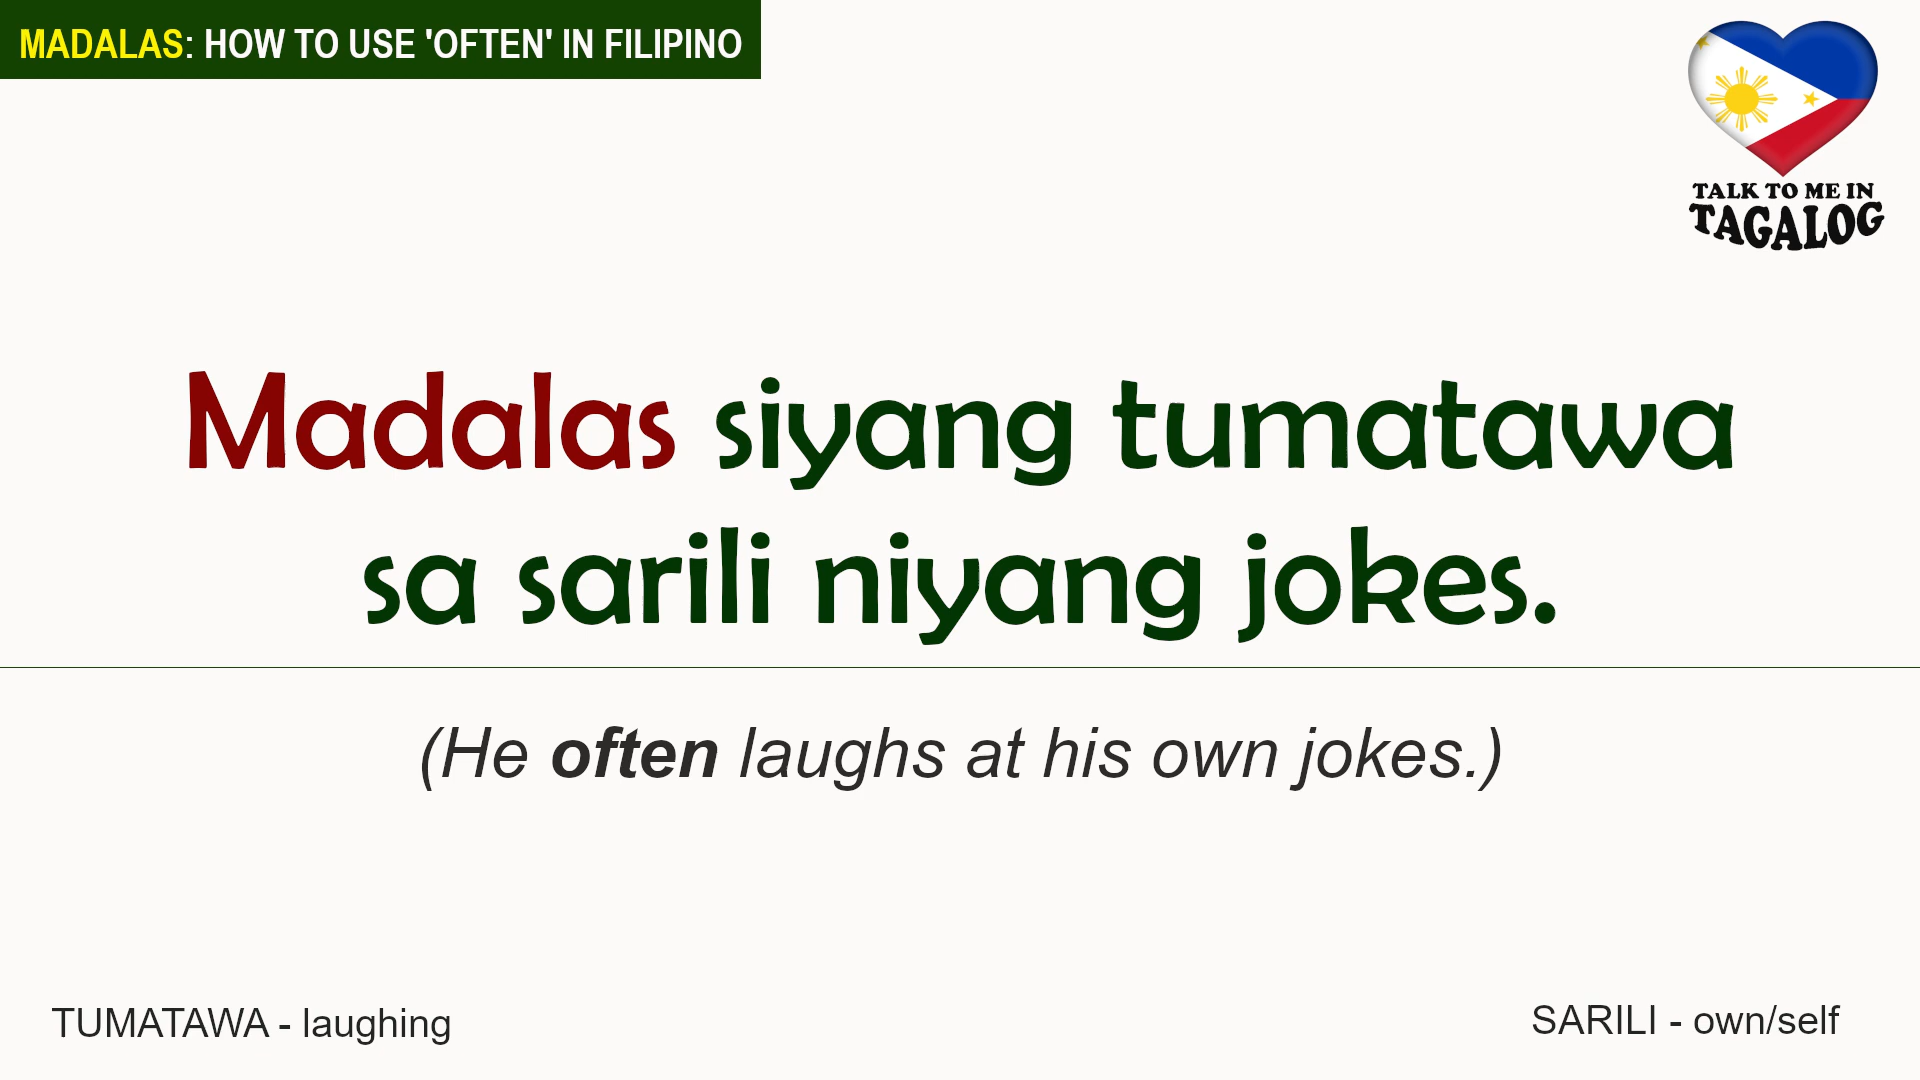 MADALAS: HOW TO USE 'OFTEN' IN FILIPINO
TALK TO ME IN
TAGALOG
Madalas siyang tumatawa
sa sarili niyang jokes.
(He often laughs at his own jokes.)
TUMATAWA - laughing
SARILI - own/self